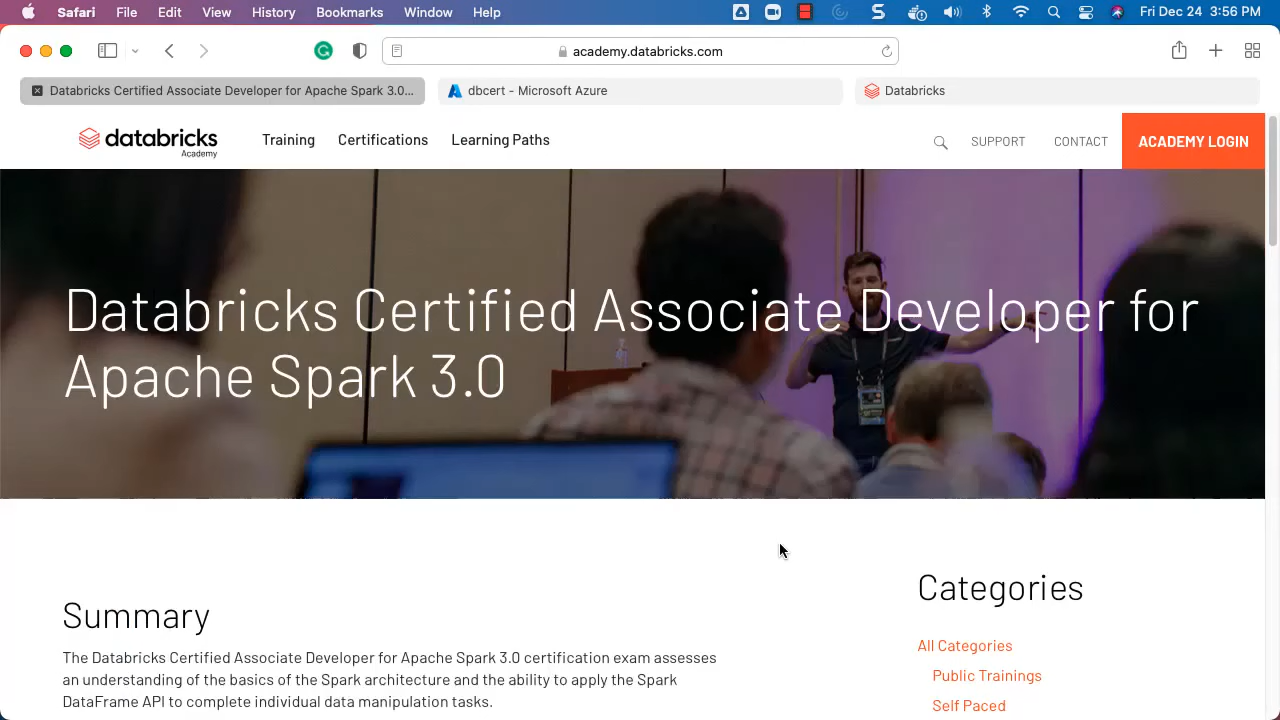 Safari File Edit View History Bookmarks Window Help Fri Dec 24 3:56 PM
academy.databricks.com
Databricks Certified Associate Developer for Apache Spark 3.0... dbcert - Microsoft Azure Databricks
databricks
Academy
Training Certifications Learning Paths SUPPORT CONTACT ACADEMY LOGIN
Databricks Certified Associate Developer for
Apache Spark 3.0
Summary
The Databricks Certified Associate Developer for Apache Spark 3.0 certification exam assesses
an understanding of the basics of the Spark architecture and the ability to apply the Spark
DataFrame API to complete individual data manipulation tasks.
Categories
All Categories
Public Trainings
Self Paced